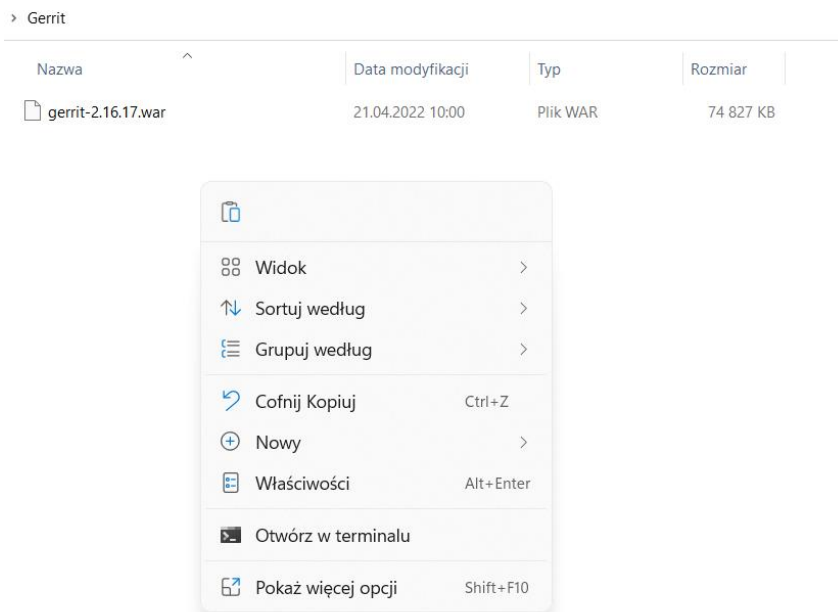 Gerrit
Nazwa Data modyfikacji Typ Rozmiar
gerrit-2.16.17.war 21.04.2022 10:00 Plik WAR 74 827 KB
Widok
Sortuj według
Grupuj według
Cofnij Kopiuj Ctrl+Z
Nowy
Właściwości Alt+Enter
Otwórz w terminalu
Pokaż więcej opcji Shift+F10